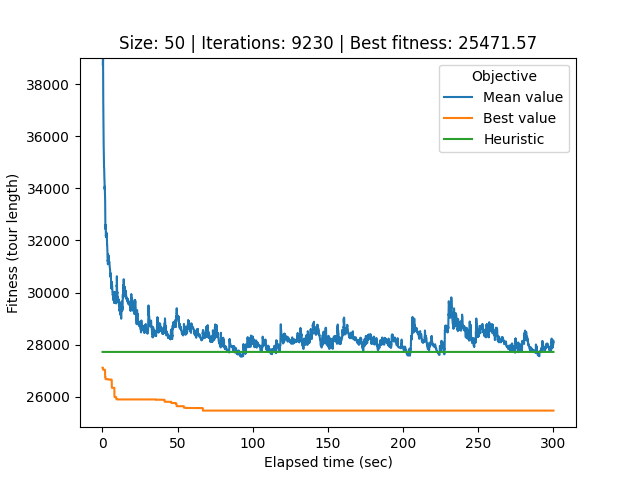 Size: 50 | Iterations: 9230 | Best fitness: 25471.57
Objective
Mean value
Best value
Heuristic
Fitness (tour length)
38000
36000
34000
32000
30000
28000
26000
0 50 100 150 200 250 300
Elapsed time (sec)